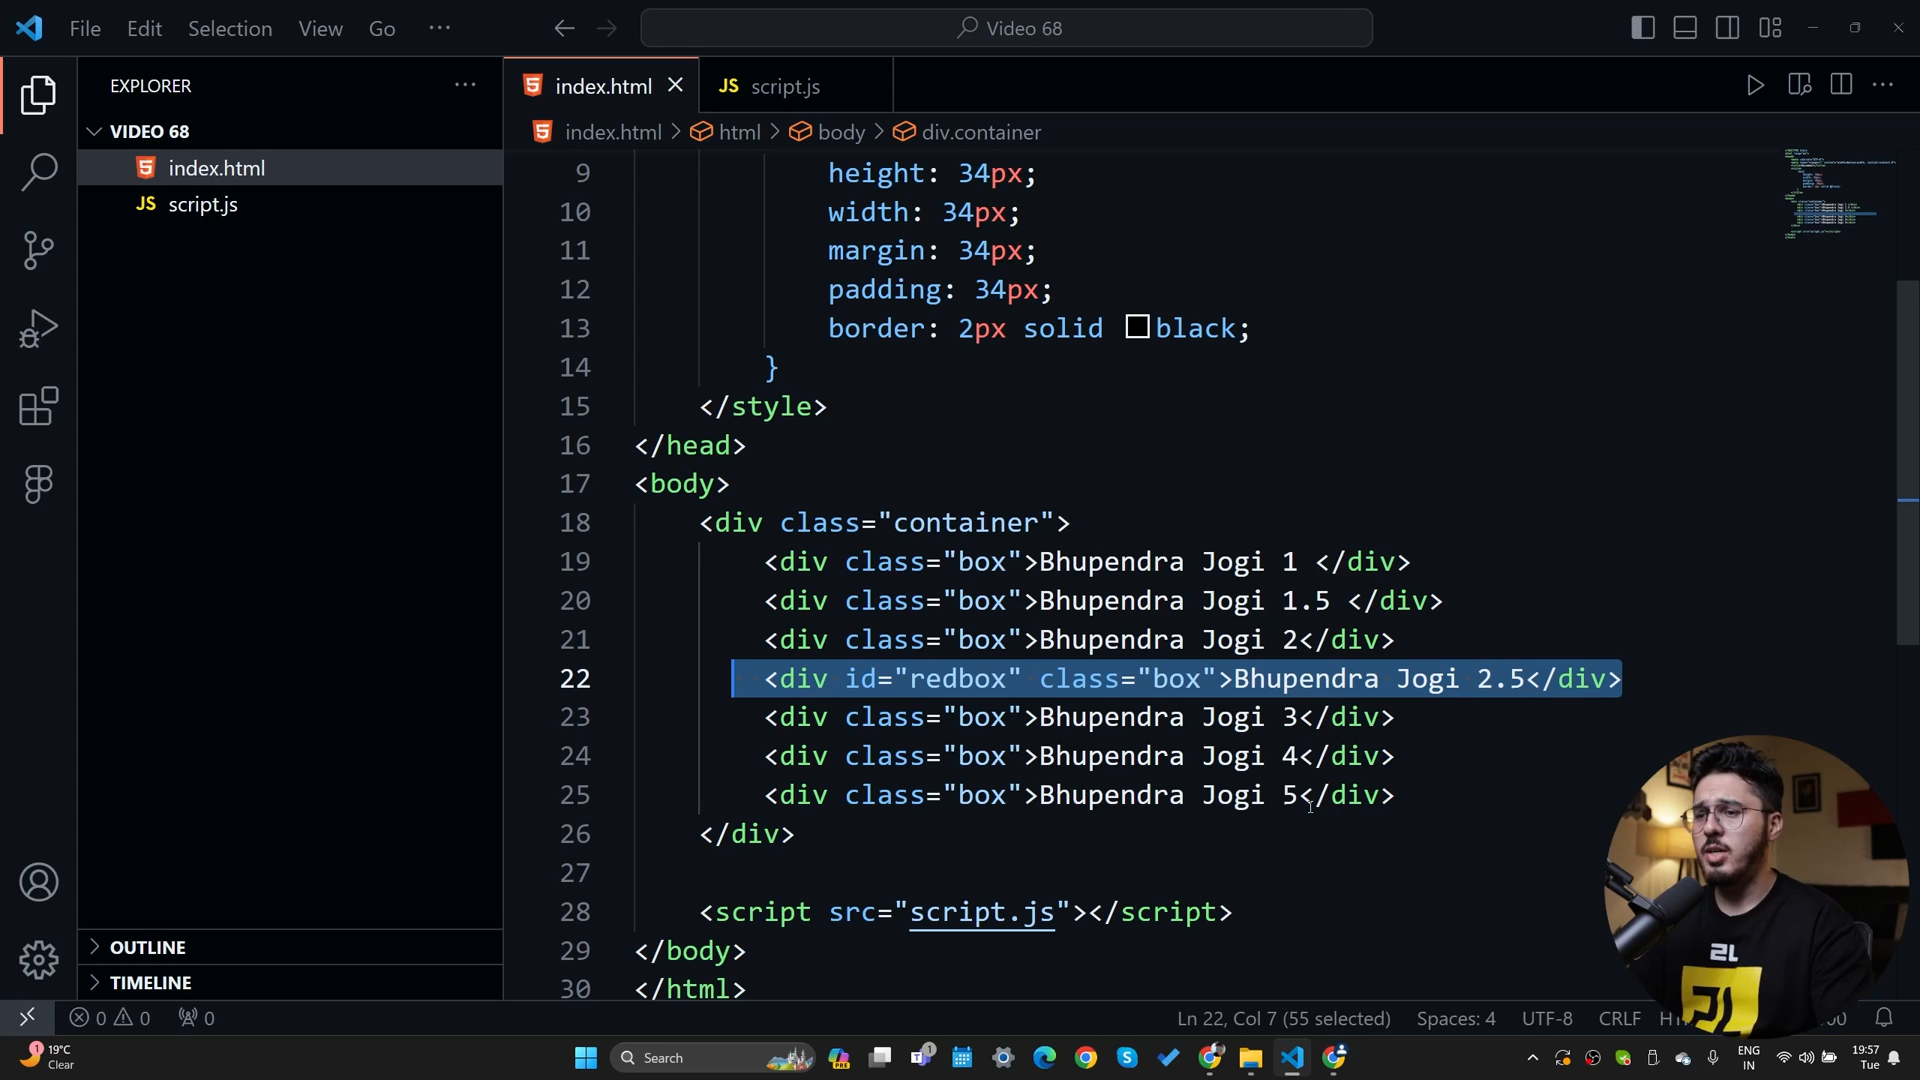 File Edit Selection View Go ··· Video 68
EXPLORER ···
VIDEO 68
index.html
JS script.js
OUTLINE
TIMELINE
index.html
JS script.js
index.html > html > body > div.container
9 height: 34px;
10 width: 34px;
11 margin: 34px;
12 padding: 34px;
13 border: 2px solid black;
14 }
15 </style>
16 </head>
17 <body>
18 <div class="container">
19 <div class="box">Bhupendra Jogi 1 </div>
20 <div class="box">Bhupendra Jogi 1.5 </div>
21 <div class="box">Bhupendra Jogi 2</div>
22 <div id="redbox" class="box">Bhupendra Jogi 2.5</div>
23 <div class="box">Bhupendra Jogi 3</div>
24 <div class="box">Bhupendra Jogi 4</div>
25 <div class="box">Bhupendra Jogi 5</div>
26 </div>
27
28 <script src="script.js"></script>
29 </body>
30 </html>
0 0 0 Ln 22, Col 7 (55 selected) Spaces: 4 UTF-8 CRLF
1 19°C
Clear
Search
PRE
1
ENG
IN
19:57
Tue